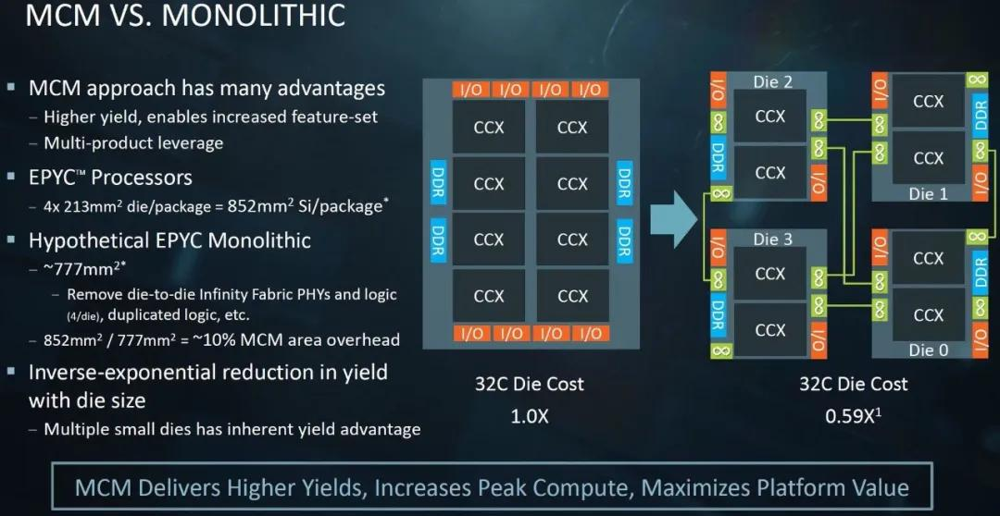 MCM VS. MONOLITHIC
▪ MCM approach has many advantages
– Higher yield, enables increased feature-set
– Multi-product leverage
▪ EPYC™ Processors
– 4x 213mm² die/package = 852mm² Si/package*
▪ Hypothetical EPYC Monolithic
– ~777mm²*
– Remove die-to-die Infinity Fabric PHYs and logic
(4/die), duplicated logic, etc.
– 852mm² / 777mm² = ~10% MCM area overhead
▪ Inverse-exponential reduction in yield
with die size
– Multiple small dies has inherent yield advantage
I/O I/O I/O I/O
CCX CCX
DDR CCX CCX DDR
DDR CCX CCX DDR
CCX CCX
I/O I/O I/O I/O
32C Die Cost
1.0X
I/O Die 2
∞ CCX ∞
DDR CCX ∞
∞ I/O
I/O CCX ∞
∞ DDR
∞ CCX ∞
Die 1 I/O
I/O Die 3
∞ CCX ∞
DDR CCX ∞
∞ I/O
I/O CCX ∞
∞ DDR
∞ CCX ∞
Die 0 I/O
32C Die Cost
0.59X¹
MCM Delivers Higher Yields, Increases Peak Compute, Maximizes Platform Value